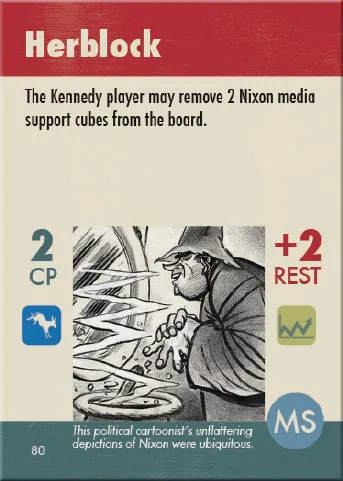 Herblock
The Kennedy player may remove 2 Nixon media
support cubes from the board.
2
CP
+2
REST
This political cartoonist's unflattering
depictions of Nixon were ubiquitous.
MS
80